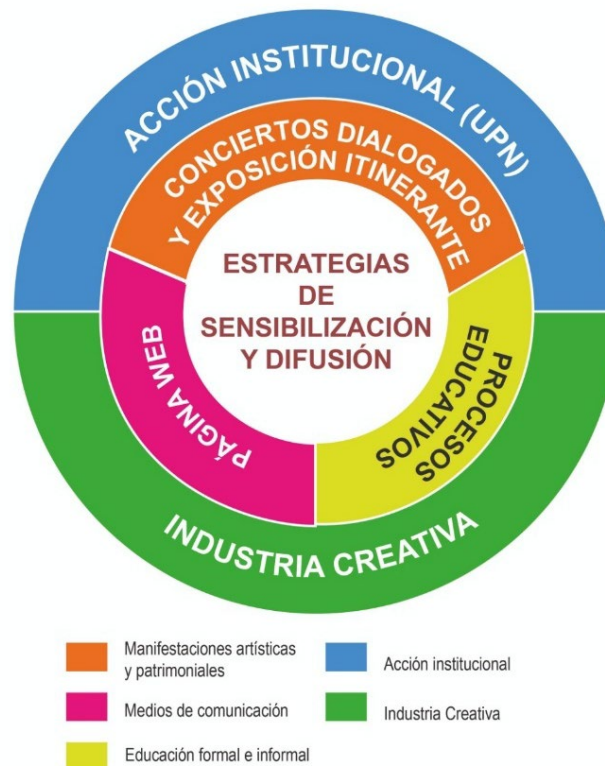 ACCIÓN INSTITUCIONAL (UPN)
CONCIERTOS DIALOGADOS
Y EXPOSICIÓN ITINERANTE
ESTRATEGIAS
DE
SENSIBILIZACIÓN
Y DIFUSIÓN
PÁGINA WEB
PROCESOS
EDUCATIVOS
INDUSTRIA CREATIVA
Manifestaciones artísticas
y patrimoniales
Acción institucional
Medios de comunicación
Industria Creativa
Educación formal e informal